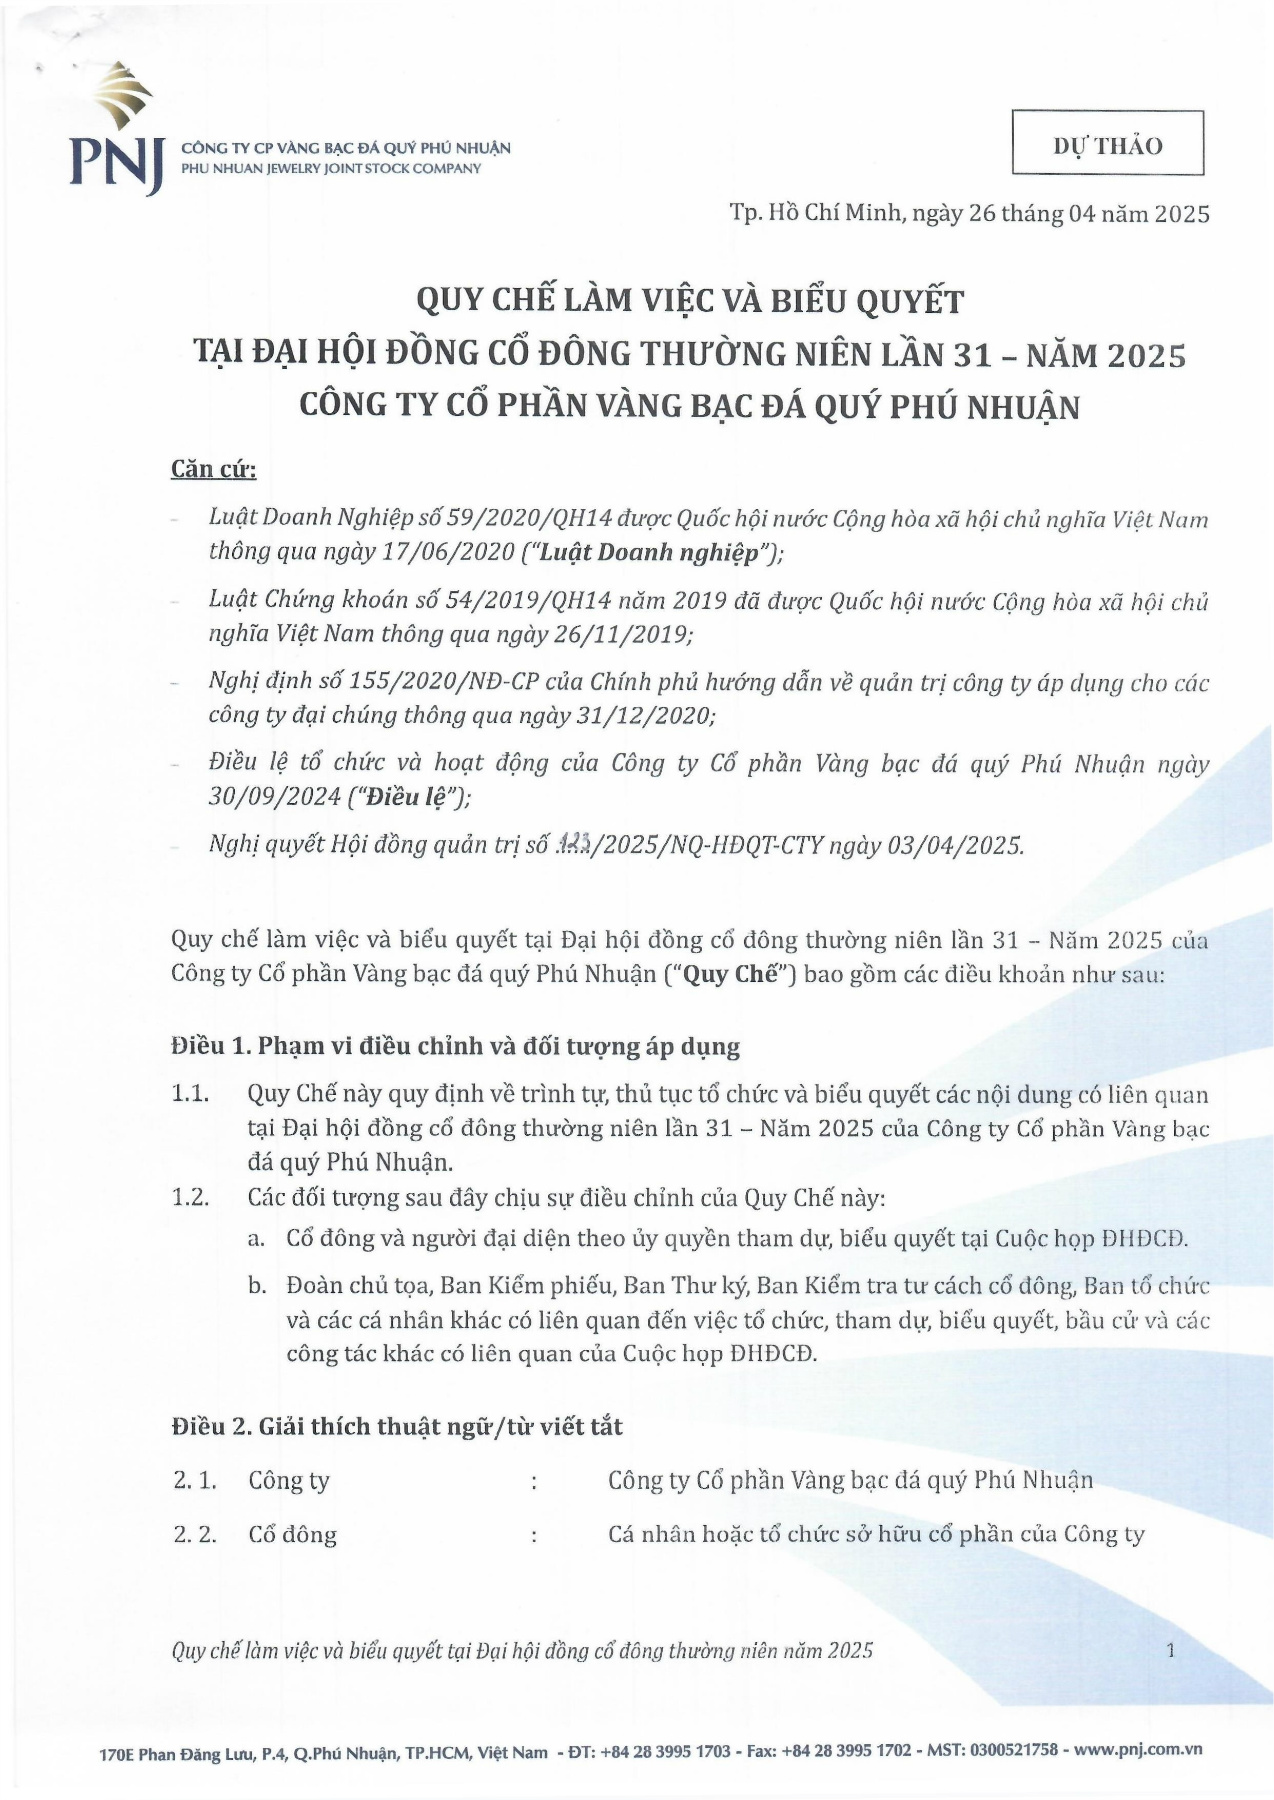 PNJ
CÔNG TY CP VÀNG BẠC ĐÁ QUÝ PHÚ NHUẬN
PHU NHUAN JEWELRY JOINT STOCK COMPANY
DỰ THẢO
Tp. Hồ Chí Minh, ngày 26 tháng 04 năm 2025
QUY CHẾ LÀM VIỆC VÀ BIỂU QUYẾT
TẠI ĐẠI HỘI ĐỒNG CỔ ĐÔNG THƯỜNG NIÊN LẦN 31 – NĂM 2025
CÔNG TY CỔ PHẦN VÀNG BẠC ĐÁ QUÝ PHÚ NHUẬN
Căn cứ:
- Luật Doanh Nghiệp số 59/2020/QH14 được Quốc hội nước Cộng hòa xã hội chủ nghĩa Việt Nam
thông qua ngày 17/06/2020 (“Luật Doanh nghiệp”);
- Luật Chứng khoán số 54/2019/QH14 năm 2019 đã được Quốc hội nước Cộng hòa xã hội chủ
nghĩa Việt Nam thông qua ngày 26/11/2019;
- Nghị định số 155/2020/NĐ-CP của Chính phủ hướng dẫn về quản trị công ty áp dụng cho các
công ty đại chúng thông qua ngày 31/12/2020;
- Điều lệ tổ chức và hoạt động của Công ty Cổ phần Vàng bạc đá quý Phú Nhuận ngày
30/09/2024 (“Điều lệ”);
- Nghị quyết Hội đồng quản trị số 123/2025/NQ-HĐQT-CTY ngày 03/04/2025.
Quy chế làm việc và biểu quyết tại Đại hội đồng cổ đông thường niên lần 31 – Năm 2025 của
Công ty Cổ phần Vàng bạc đá quý Phú Nhuận (“Quy Chế”) bao gồm các điều khoản như sau:
Điều 1. Phạm vi điều chỉnh và đối tượng áp dụng
1.1. Quy Chế này quy định về trình tự, thủ tục tổ chức và biểu quyết các nội dung có liên quan
tại Đại hội đồng cổ đông thường niên lần 31 – Năm 2025 của Công ty Cổ phần Vàng bạc
đá quý Phú Nhuận.
1.2. Các đối tượng sau đây chịu sự điều chỉnh của Quy Chế này:
a. Cổ đông và người đại diện theo ủy quyền tham dự, biểu quyết tại Cuộc họp ĐHĐCĐ.
b. Đoàn chủ tọa, Ban Kiểm phiếu, Ban Thư ký, Ban Kiểm tra tư cách cổ đông, Ban tổ chức
và các cá nhân khác có liên quan đến việc tổ chức, tham dự, biểu quyết, bầu cử và các
công tác khác có liên quan của Cuộc họp ĐHĐCĐ.
Điều 2. Giải thích thuật ngữ/từ viết tắt
2. 1. Công ty : Công ty Cổ phần Vàng bạc đá quý Phú Nhuận
2. 2. Cổ đông : Cá nhân hoặc tổ chức sở hữu cổ phần của Công ty
Quy chế làm việc và biểu quyết tại Đại hội đồng cổ đông thường niên năm 2025 1
170E Phan Đăng Lưu, P.4, Q.Phú Nhuận, TP.HCM, Việt Nam - ĐT: +84 28 3995 1703 - Fax: +84 28 3995 1702 - MST: 0300521758 - www.pnj.com.vn